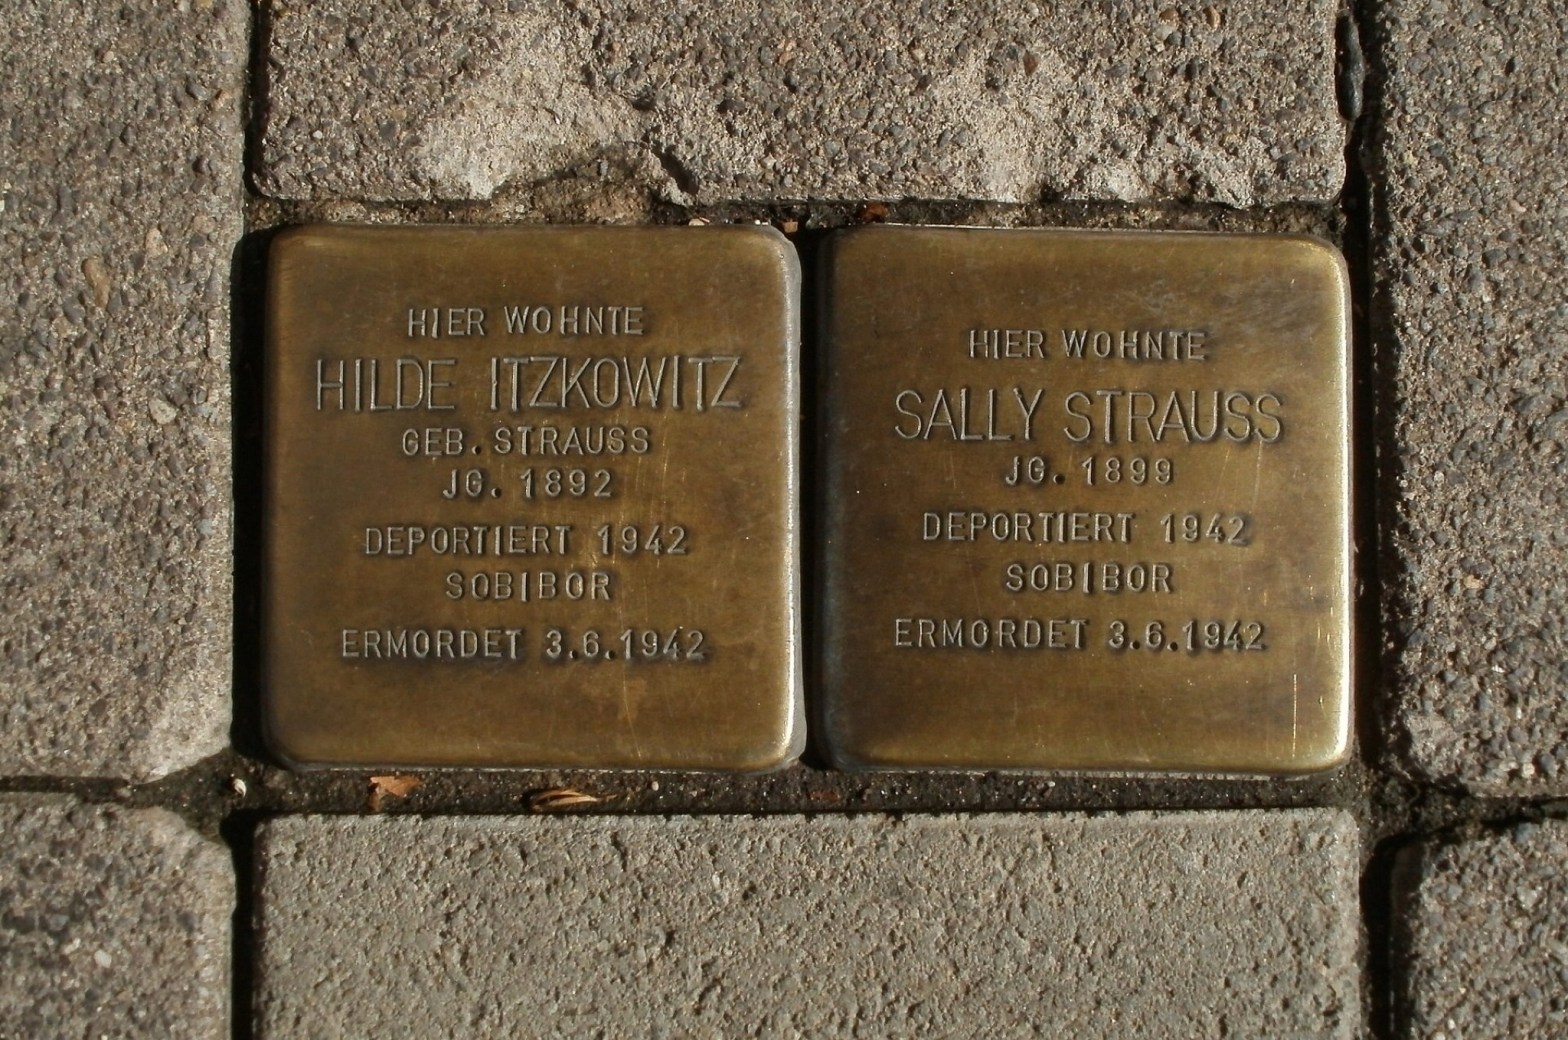 HIER WOHNTE
HILDE ITZKOWITZ
GEB. STRAUSS
JG. 1892
DEPORTIERT 1942
SOBIBOR
ERMORDET 3.6.1942
HIER WOHNTE
SALLY STRAUSS
JG. 1899
DEPORTIERT 1942
SOBIBOR
ERMORDET 3.6.1942